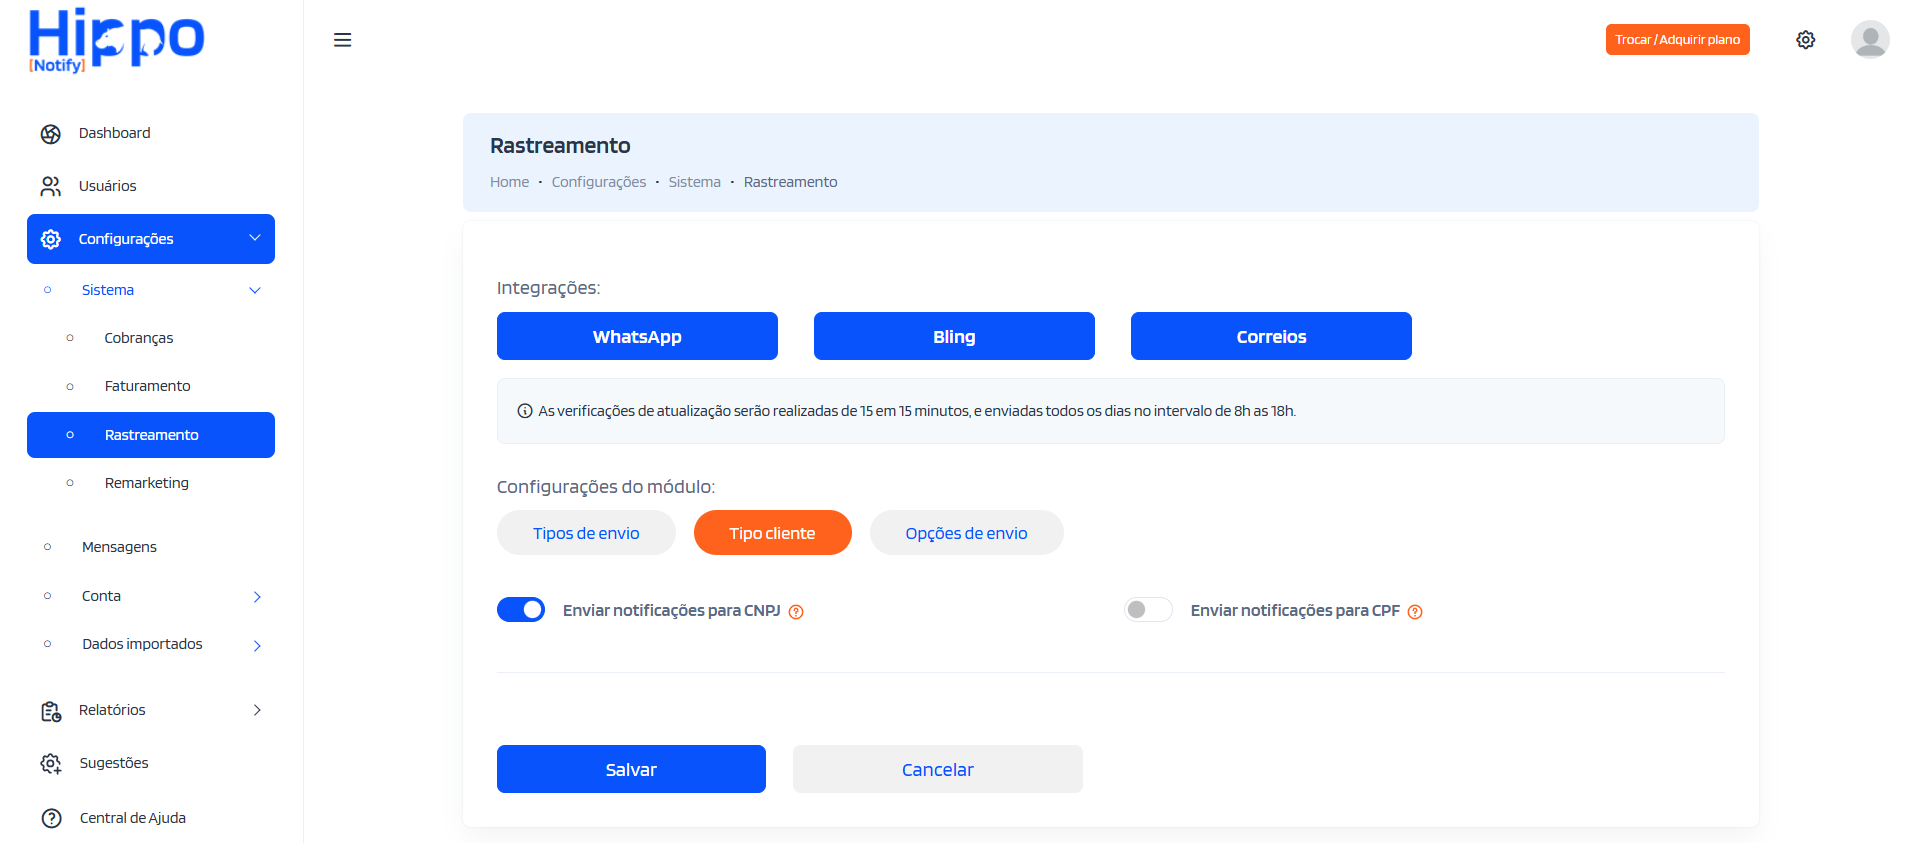 Hippo
[Notify]
Trocar / Adquirir plano
Dashboard
Usuários
Configurações
Sistema
Cobranças
Faturamento
Rastreamento
Remarketing
Mensagens
Conta
Dados importados
Relatórios
Sugestões
Central de Ajuda
Rastreamento
Home • Configurações • Sistema • Rastreamento
Integrações:
WhatsApp Bling Correios
As verificações de atualização serão realizadas de 15 em 15 minutos, e enviadas todos os dias no intervalo de 8h as 18h.
Configurações do módulo:
Tipos de envio Tipo cliente Opções de envio
Enviar notificações para CNPJ Enviar notificações para CPF
Salvar Cancelar